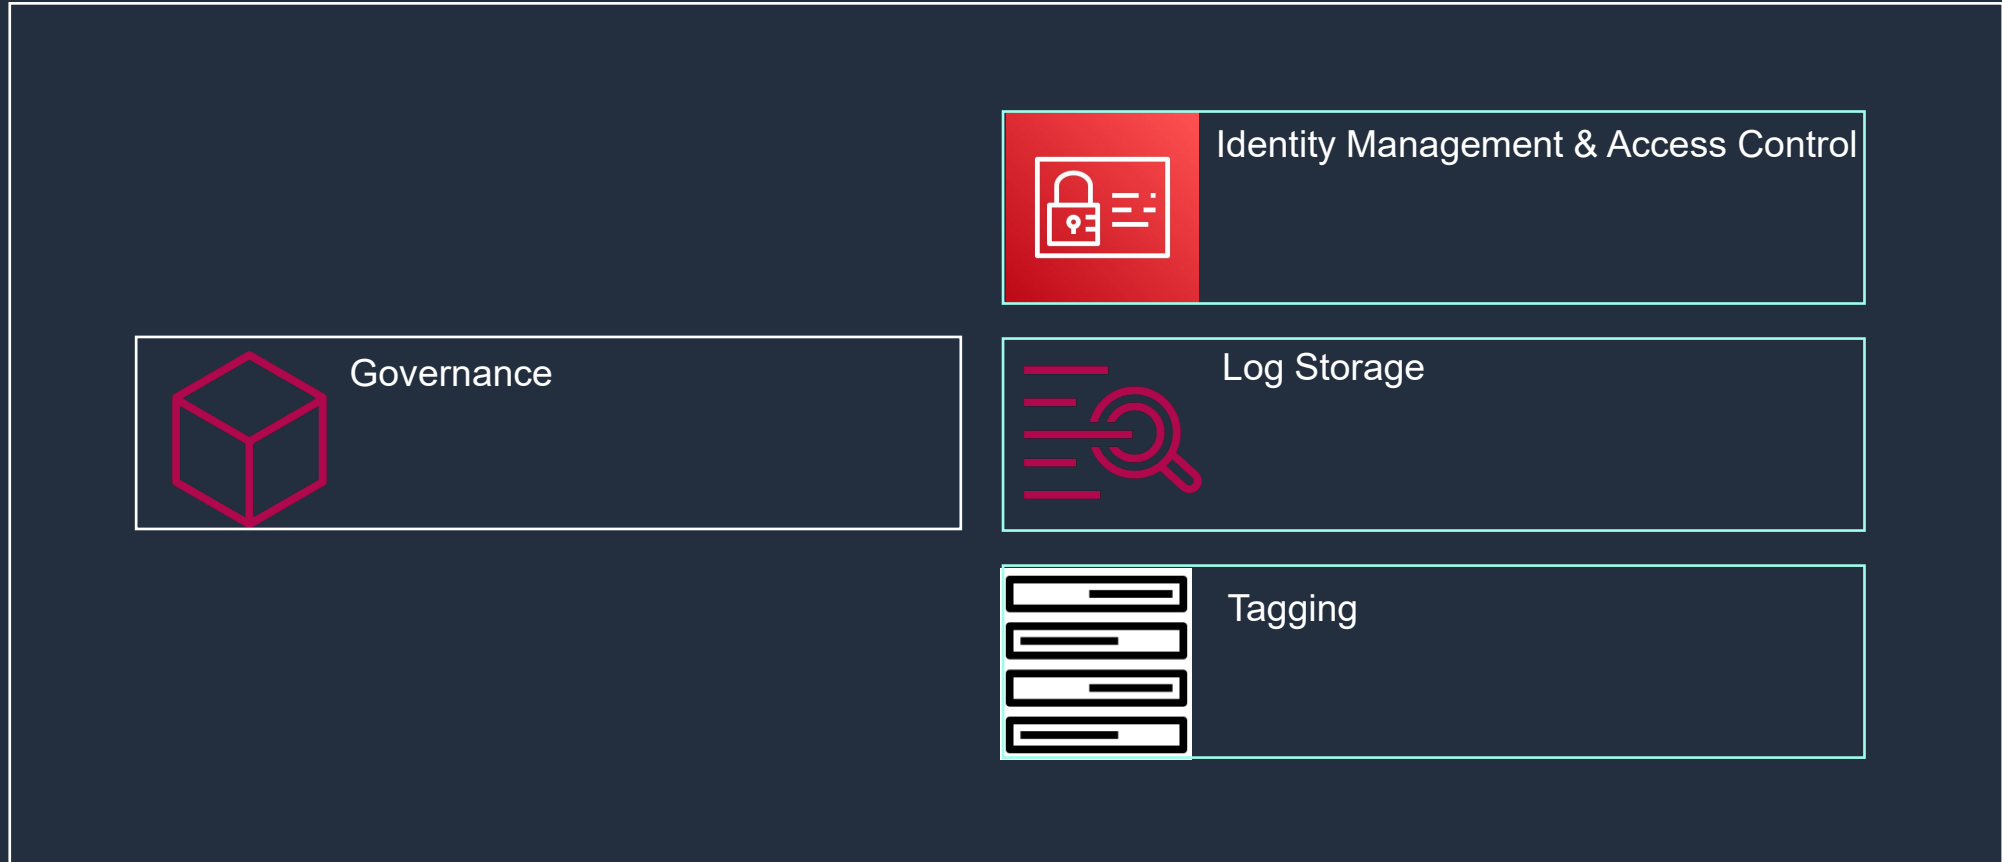 Identity Management & Access Control
Governance
Log Storage
Tagging